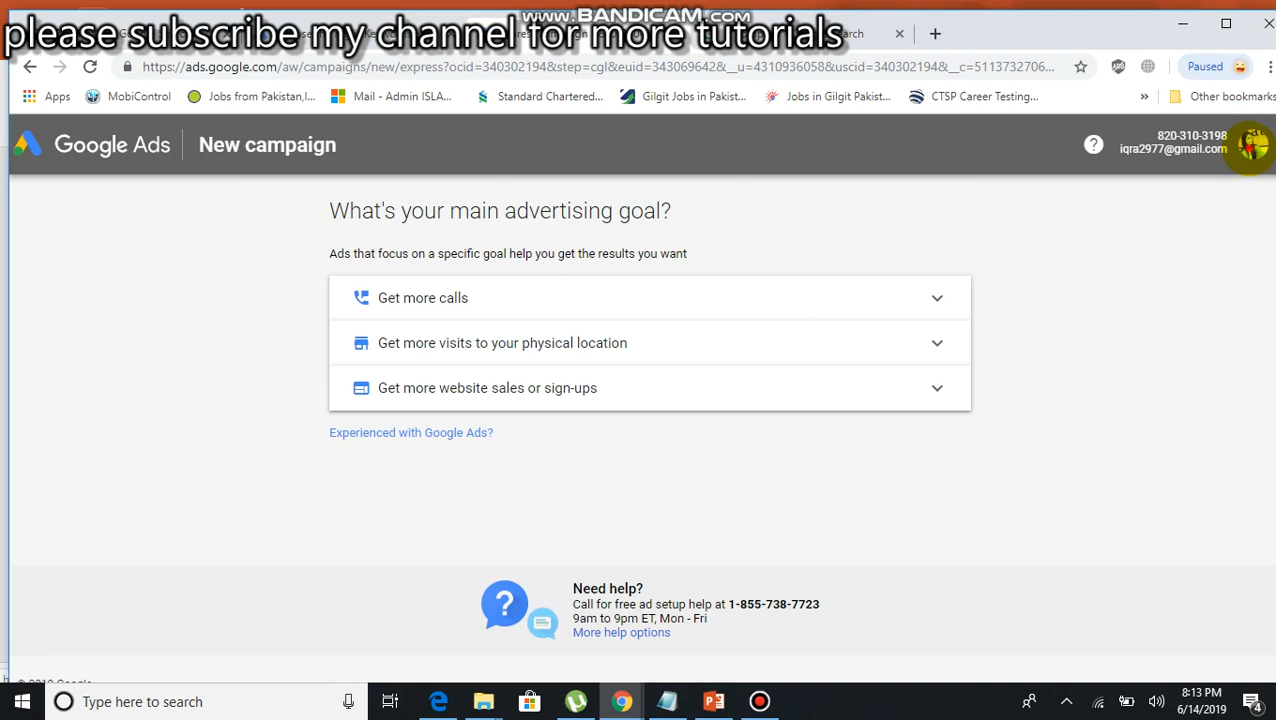 www.BANDICAM.com
please subscribe my channel for more tutorials
https://ads.google.com/aw/campaigns/new/express?ocid=340302194&step=cgl&euid=343069642&__u=4310936058&uscid=340302194&__c=5113732706...
Paused
Apps
MobiControl
Jobs from Pakistan,I...
Mail - Admin ISLA...
Standard Chartered...
Gilgit Jobs in Pakist...
Jobs in Gilgit Pakist...
CTSP Career Testing...
»
Other bookmarks
Google Ads
New campaign
820-310-3198
iqra2977@gmail.com
What's your main advertising goal?
Ads that focus on a specific goal help you get the results you want
Get more calls
Get more visits to your physical location
Get more website sales or sign-ups
Experienced with Google Ads?
Need help?
Call for free ad setup help at 1-855-738-7723
9am to 9pm ET, Mon - Fri
More help options
Type here to search
8:13 PM
6/14/2019
4